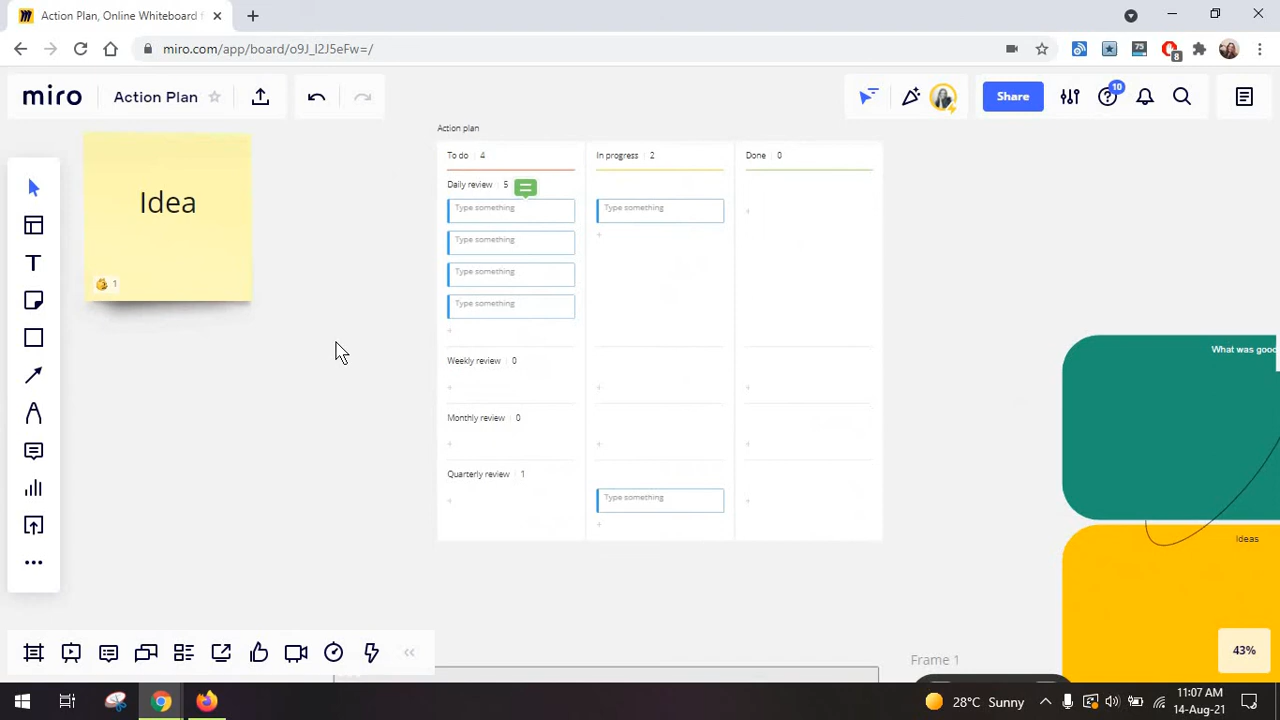 Action Plan, Online Whiteboard f
miro.com/app/board/o9J_l2J5eFw=/
75
8
miro
Action Plan
Share
10
Idea
1
Action plan
To do 4
In progress 2
Done 0
Daily review 5
Type something
Type something
Type something
Type something
Type something
Weekly review 0
Monthly review 0
Quarterly review 1
Type something
What was good
Ideas
Frame 1
43%
28°C Sunny
11:07 AM
14-Aug-21